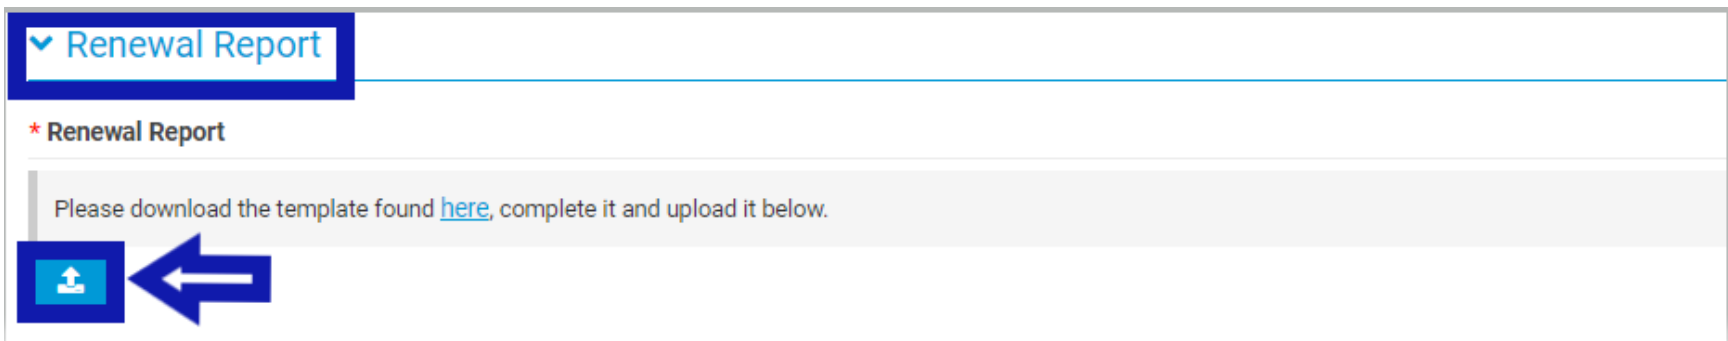 Renewal Report
* Renewal Report
Please download the template found here, complete it and upload it below.